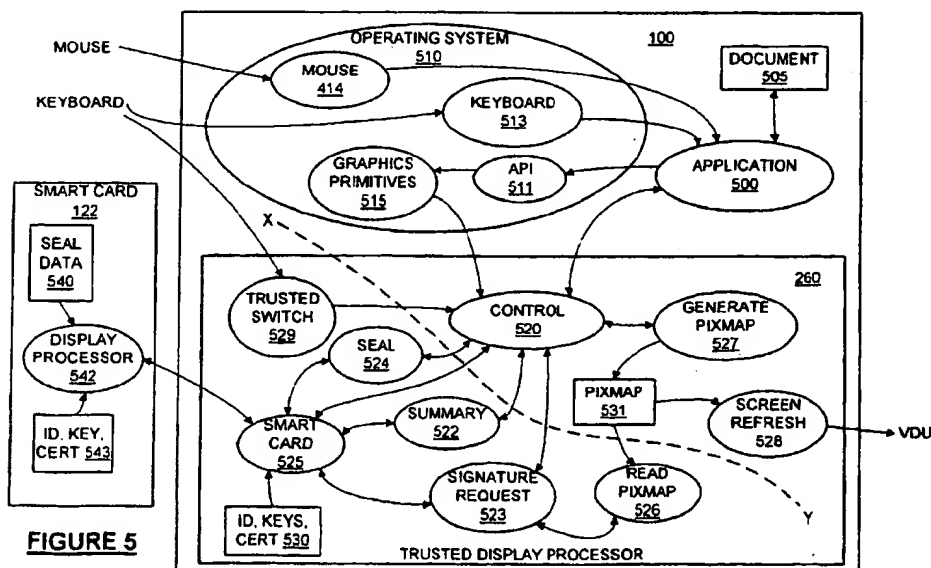 OPERATING SYSTEM
510
100
MOUSE
MOUSE
414
DOCUMENT
505
KEYBOARD
KEYBOARD
513
GRAPHICS
PRIMITIVES
515
API
511
APPLICATION
500
SMART CARD
122
SEAL
DATA
540
DISPLAY
PROCESSOR
542
ID, KEY,
CERT 543
X
260
TRUSTED
SWITCH
529
CONTROL
520
GENERATE
PIXMAP
527
SEAL
524
PIXMAP
531
SCREEN
REFRESH
528
VDU
SMART
CARD
525
SUMMARY
522
SIGNATURE
REQUEST
523
READ
PIXMAP
526
Y
ID, KEYS,
CERT 530
TRUSTED DISPLAY PROCESSOR
FIGURE 5